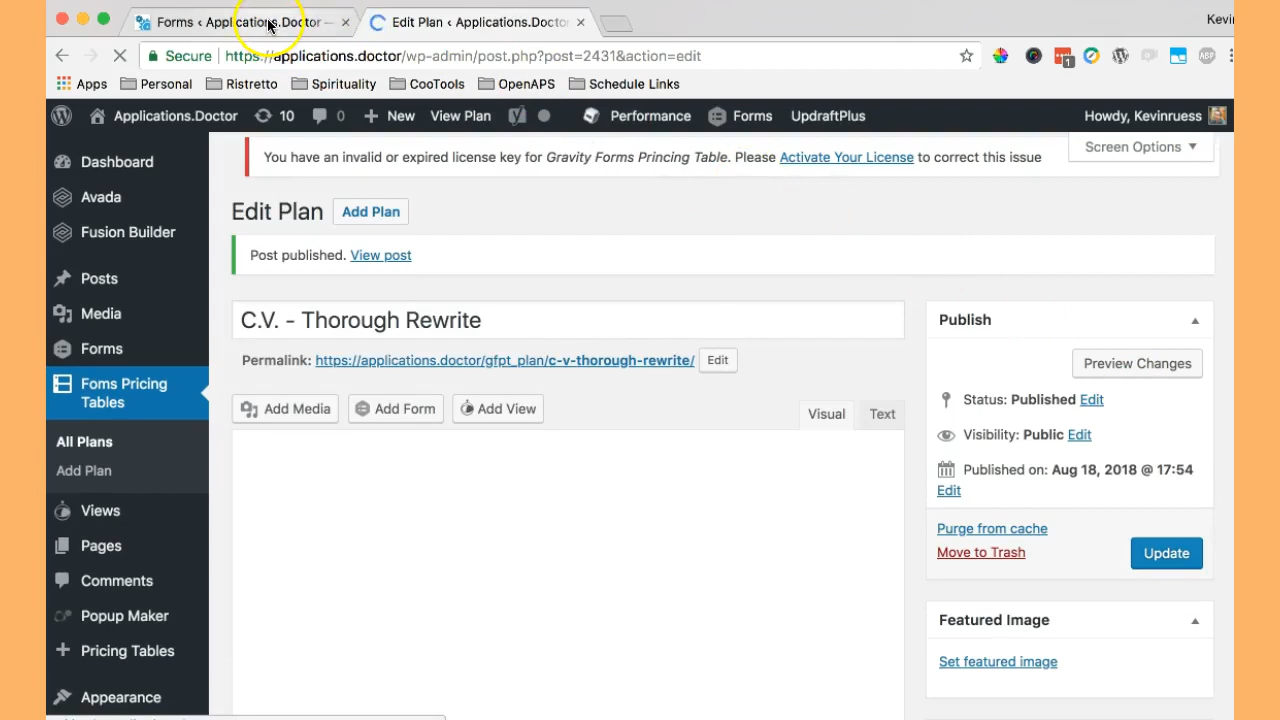 Forms ‹ Applications.Doctor —
Edit Plan ‹ Applications.Doctor
Kevin
Secure https://applications.doctor/wp-admin/post.php?post=2431&action=edit
Apps Personal Ristretto Spirituality CooTools OpenAPS Schedule Links
Applications.Doctor 10 0 New View Plan Performance Forms UpdraftPlus Howdy, Kevinruess
You have an invalid or expired license key for Gravity Forms Princing Table. Please Activate Your License to correct this issue
Screen Options
Dashboard
Avada
Fusion Builder
Posts
Media
Forms
Foms Pricing
Tables
All Plans
Add Plan
Views
Pages
Comments
Popup Maker
Pricing Tables
Appearance
Edit Plan Add Plan
Post published. View post
C.V. - Thorough Rewrite
Permalink: https://applications.doctor/gfpt_plan/c-v-thorough-rewrite/ Edit
Add Media Add Form Add View Visual Text
Publish
Preview Changes
Status: Published Edit
Visibility: Public Edit
Published on: Aug 18, 2018 @ 17:54
Edit
Purge from cache
Move to Trash
Update
Featured Image
Set featured image